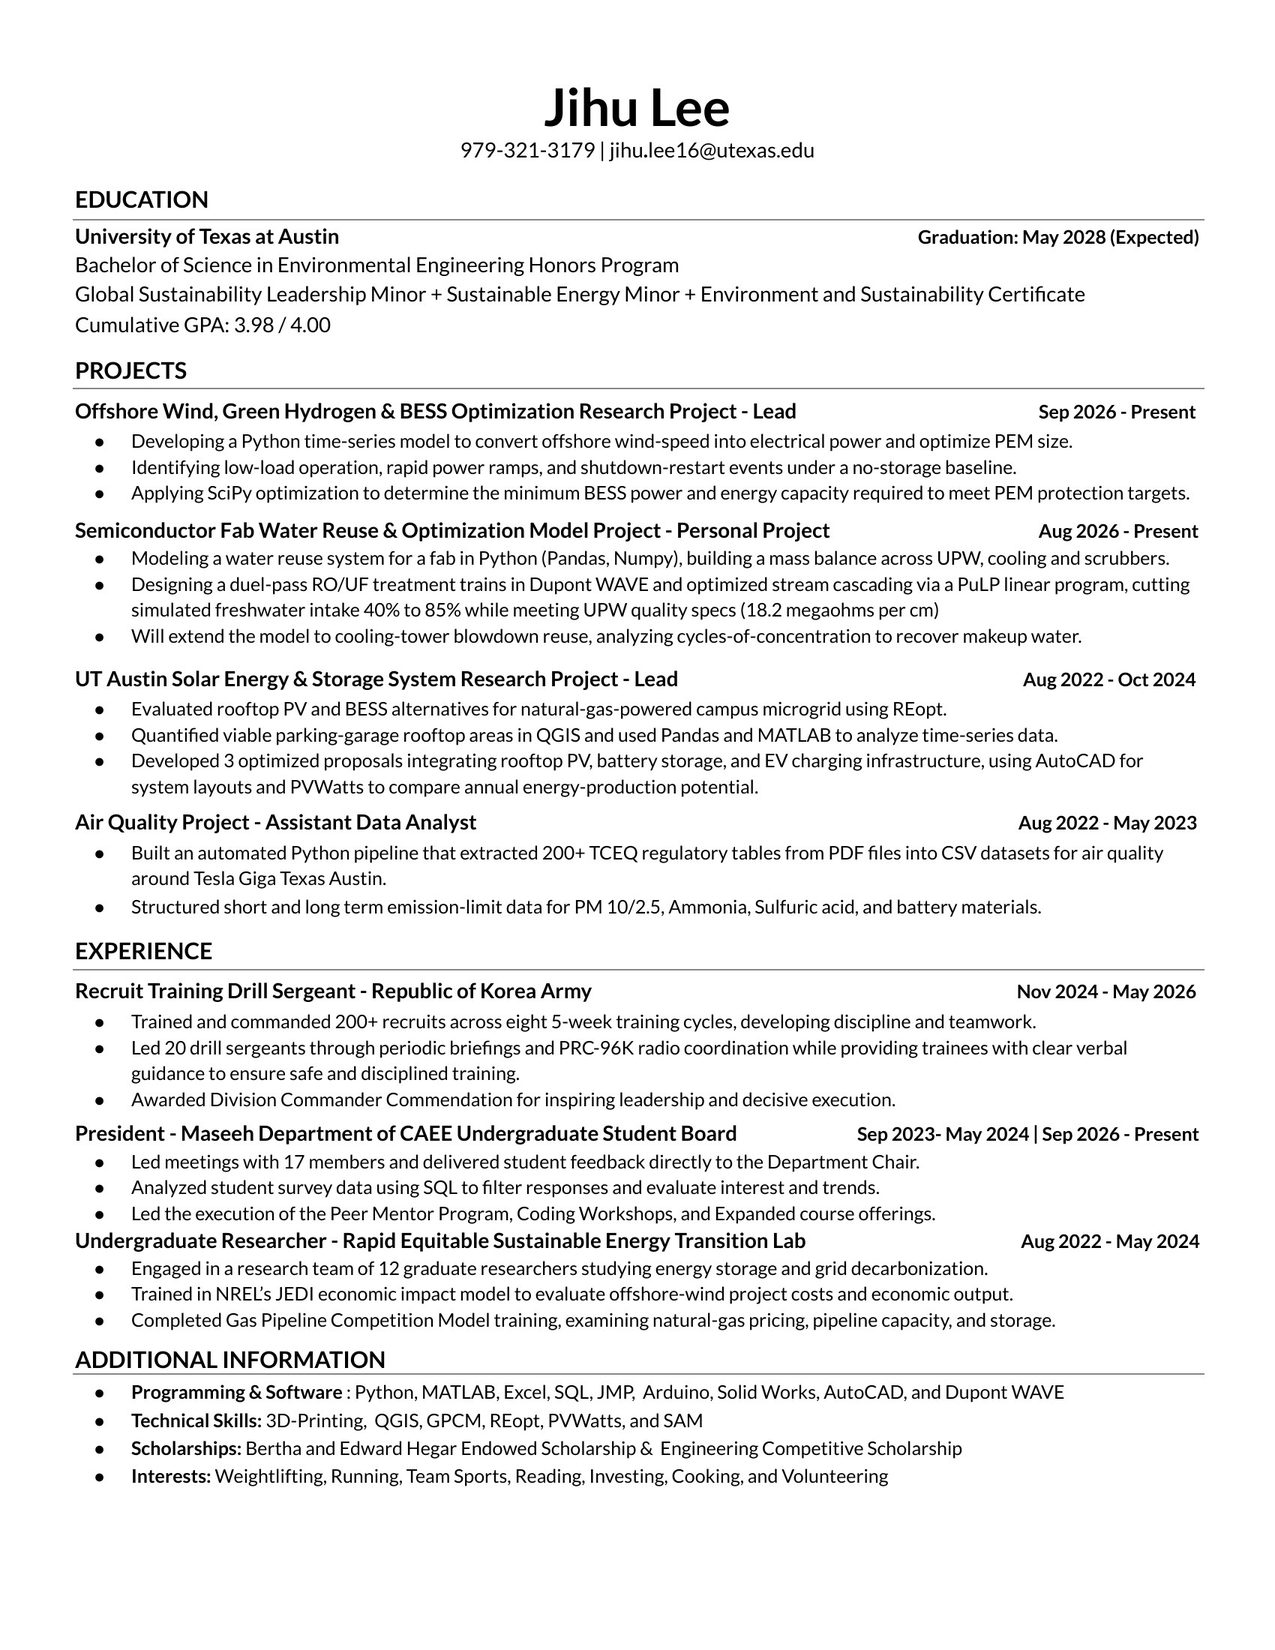 Jihu Lee
979-321-3179 | jihu.lee16@utexas.edu
EDUCATION
University of Texas at Austin Graduation: May 2028 (Expected)
Bachelor of Science in Environmental Engineering Honors Program
Global Sustainability Leadership Minor + Sustainable Energy Minor + Environment and Sustainability Certificate
Cumulative GPA: 3.98 / 4.00
PROJECTS
Offshore Wind, Green Hydrogen & BESS Optimization Research Project - Lead Sep 2026 - Present
● Developing a Python time-series model to convert offshore wind-speed into electrical power and optimize PEM size.
● Identifying low-load operation, rapid power ramps, and shutdown-restart events under a no-storage baseline.
● Applying SciPy optimization to determine the minimum BESS power and energy capacity required to meet PEM protection targets.
Semiconductor Fab Water Reuse & Optimization Model Project - Personal Project Aug 2026 - Present
● Modeling a water reuse system for a fab in Python (Pandas, Numpy), building a mass balance across UPW, cooling and scrubbers.
● Designing a duel-pass RO/UF treatment trains in Dupont WAVE and optimized stream cascading via a PuLP linear program, cutting
simulated freshwater intake 40% to 85% while meeting UPW quality specs (18.2 megaohms per cm)
● Will extend the model to cooling-tower blowdown reuse, analyzing cycles-of-concentration to recover makeup water.
UT Austin Solar Energy & Storage System Research Project - Lead Aug 2022 - Oct 2024
● Evaluated rooftop PV and BESS alternatives for natural-gas-powered campus microgrid using REopt.
● Quantified viable parking-garage rooftop areas in QGIS and used Pandas and MATLAB to analyze time-series data.
● Developed 3 optimized proposals integrating rooftop PV, battery storage, and EV charging infrastructure, using AutoCAD for
system layouts and PVWatts to compare annual energy-production potential.
Air Quality Project - Assistant Data Analyst Aug 2022 - May 2023
● Built an automated Python pipeline that extracted 200+ TCEQ regulatory tables from PDF files into CSV datasets for air quality
around Tesla Giga Texas Austin.
● Structured short and long term emission-limit data for PM 10/2.5, Ammonia, Sulfuric acid, and battery materials.
EXPERIENCE
Recruit Training Drill Sergeant - Republic of Korea Army Nov 2024 - May 2026
● Trained and commanded 200+ recruits across eight 5-week training cycles, developing discipline and teamwork.
● Led 20 drill sergeants through periodic briefings and PRC-96K radio coordination while providing trainees with clear verbal
guidance to ensure safe and disciplined training.
● Awarded Division Commander Commendation for inspiring leadership and decisive execution.
President - Maseeh Department of CAEE Undergraduate Student Board Sep 2023- May 2024 | Sep 2026 - Present
● Led meetings with 17 members and delivered student feedback directly to the Department Chair.
● Analyzed student survey data using SQL to filter responses and evaluate interest and trends.
● Led the execution of the Peer Mentor Program, Coding Workshops, and Expanded course offerings.
Undergraduate Researcher - Rapid Equitable Sustainable Energy Transition Lab Aug 2022 - May 2024
● Engaged in a research team of 12 graduate researchers studying energy storage and grid decarbonization.
● Trained in NREL's JEDI economic impact model to evaluate offshore-wind project costs and economic output.
● Completed Gas Pipeline Competition Model training, examining natural-gas pricing, pipeline capacity, and storage.
ADDITIONAL INFORMATION
● Programming & Software : Python, MATLAB, Excel, SQL, JMP, Arduino, Solid Works, AutoCAD, and Dupont WAVE
● Technical Skills: 3D-Printing, QGIS, GPCM, REopt, PVWatts, and SAM
● Scholarships: Bertha and Edward Hegar Endowed Scholarship & Engineering Competitive Scholarship
● Interests: Weightlifting, Running, Team Sports, Reading, Investing, Cooking, and Volunteering